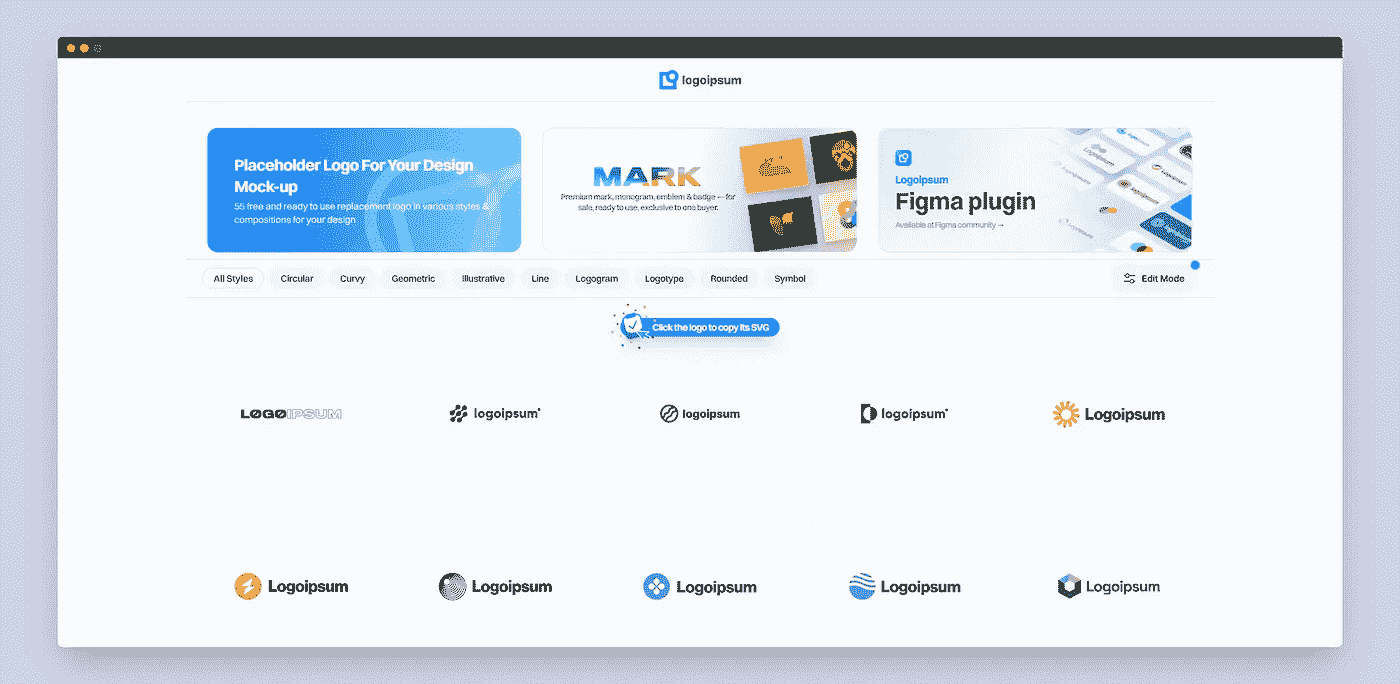 logoipsum
Placeholder Logo For Your Design
Mock-up
55 free and ready to use replacement logo in various styles &
compositions for your design
MARK
Premium mark, monogram, emblem & badge — for
safe, ready to use, exclusive to one buyer.
Logoipsum
Figma plugin
Available at Figma community →
All Styles
Circular
Curvy
Geometric
Illustrative
Line
Logogram
Logotype
Rounded
Symbol
Edit Mode
Click the logo to copy its SVG
LOGOIPSUM
logoipsum
logoipsum
logoipsum
Logoipsum
Logoipsum
Logoipsum
Logoipsum
Logoipsum
Logoipsum